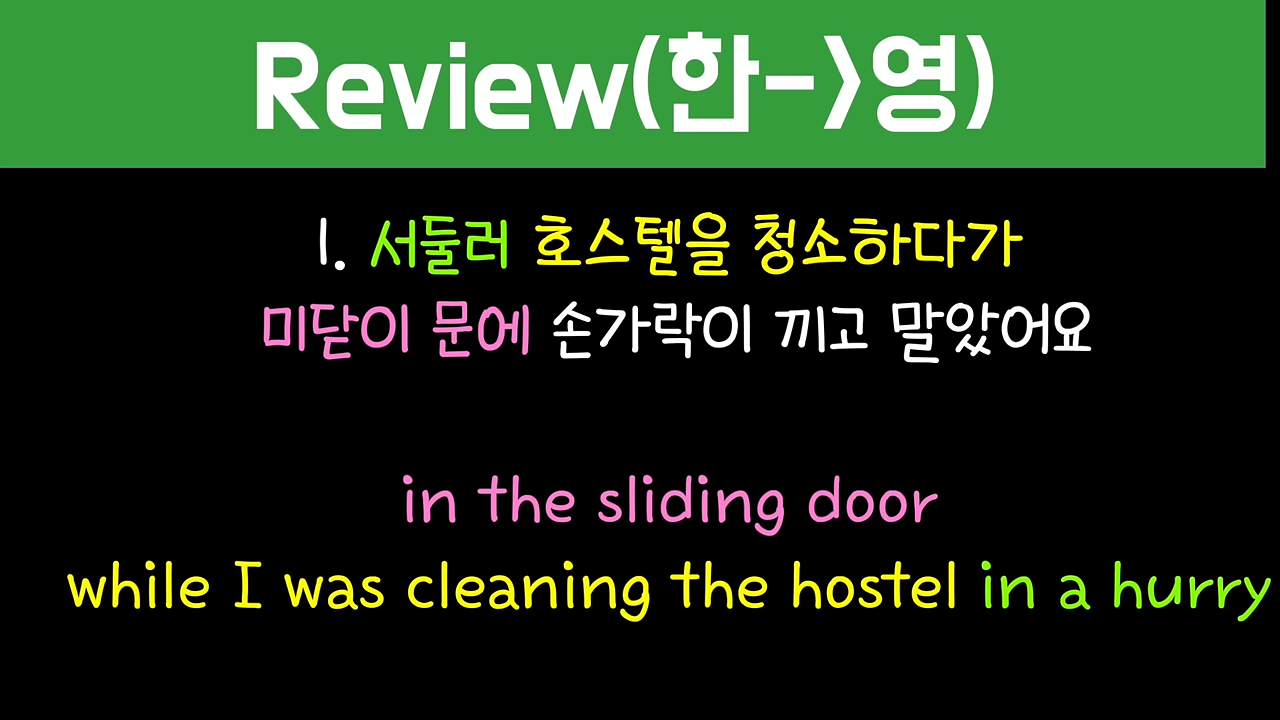 Review(한->영)
1. 서둘러 호스텔을 청소하다가
미닫이 문에 손가락이 끼고 말았어요
in the sliding door
while I was cleaning the hostel in a hurry